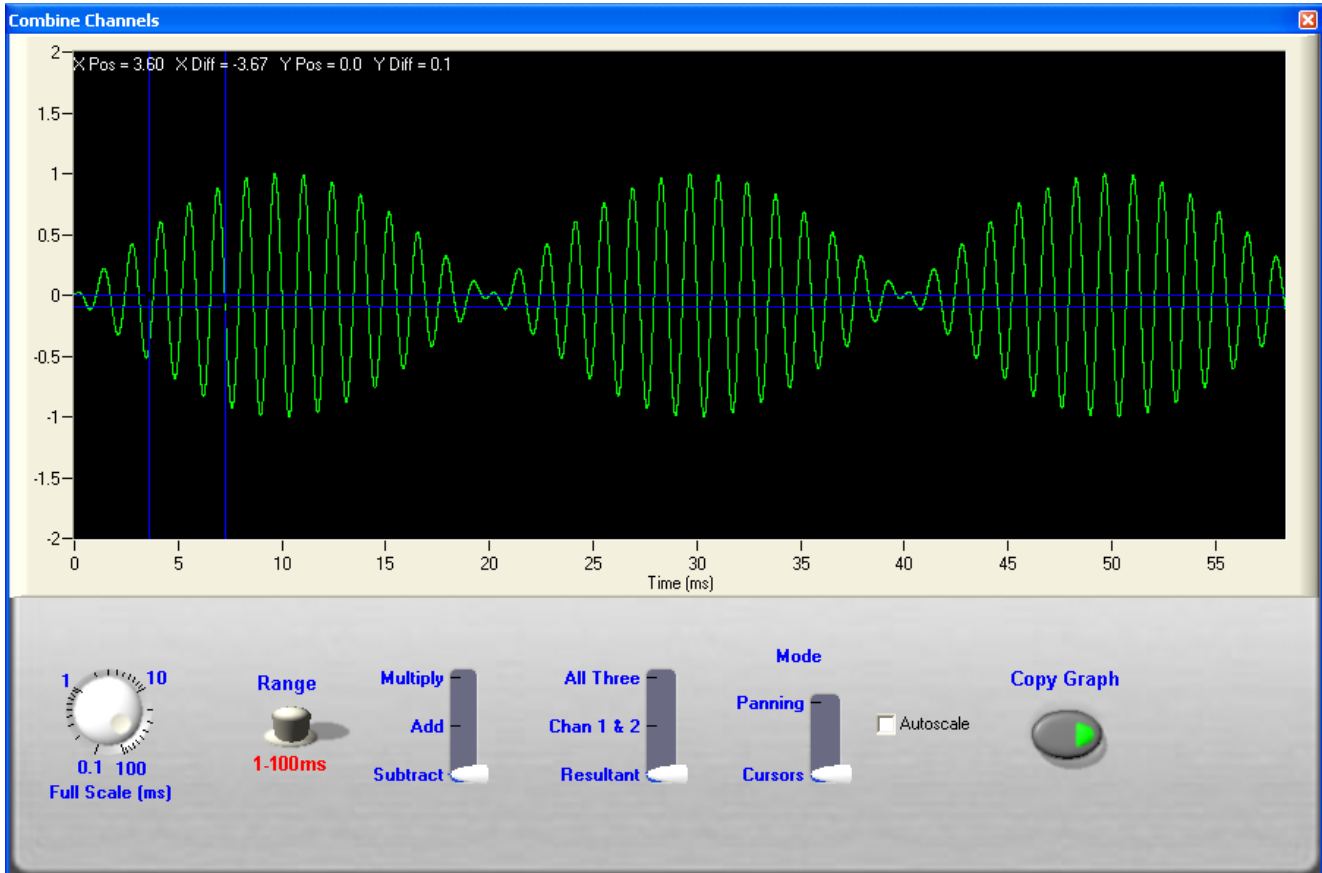 Combine Channels
X Pos = 3.60 X Diff = -3.67 Y Pos = 0.0 Y Diff = 0.1
2
1.5
1
0.5
0
-0.5
-1
-1.5
-2
0 5 10 15 20 25 30 35 40 45 50 55
Time (ms)
1 10
0.1 100
Full Scale (ms)
Range
1-100ms
Multiply
Add
Subtract
All Three
Chan 1 & 2
Resultant
Mode
Panning
Cursors
Autoscale
Copy Graph